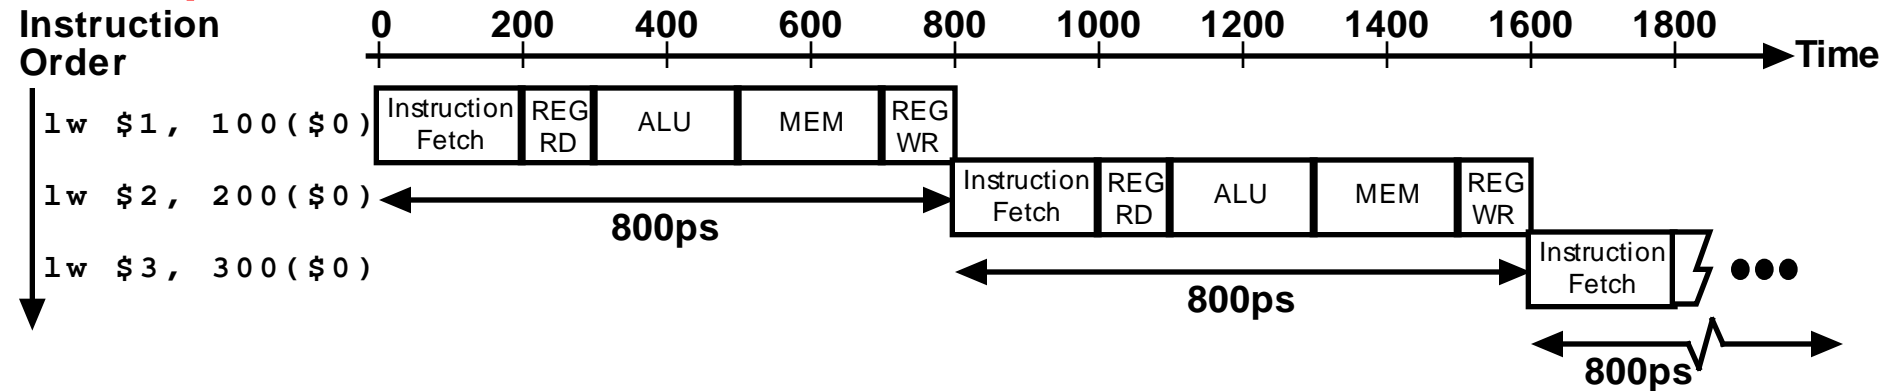 Instruction
Order
0 200 400 600 800 1000 1200 1400 1600 1800
Time
lw $1, 100($0)
Instruction
Fetch
REG
RD
ALU
MEM
REG
WR
lw $2, 200($0)
800ps
Instruction
Fetch
REG
RD
ALU
MEM
REG
WR
lw $3, 300($0)
800ps
Instruction
Fetch
800ps